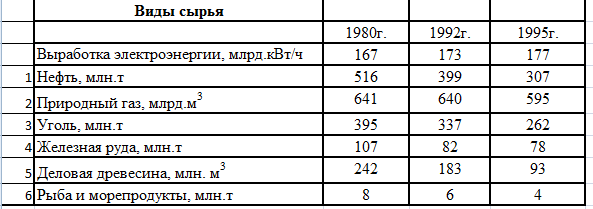 Виды сырья
1980г. 1992г. 1995г.
Выработка электроэнергии, млрд.кВт/ч 167 173 177
1 Нефть, млн.т 516 399 307
2 Природный газ, млрд.м³ 641 640 595
3 Уголь, млн.т 395 337 262
4 Железная руда, млн.т 107 82 78
5 Деловая древесина, млн. м³ 242 183 93
6 Рыба и морепродукты, млн.т 8 6 4